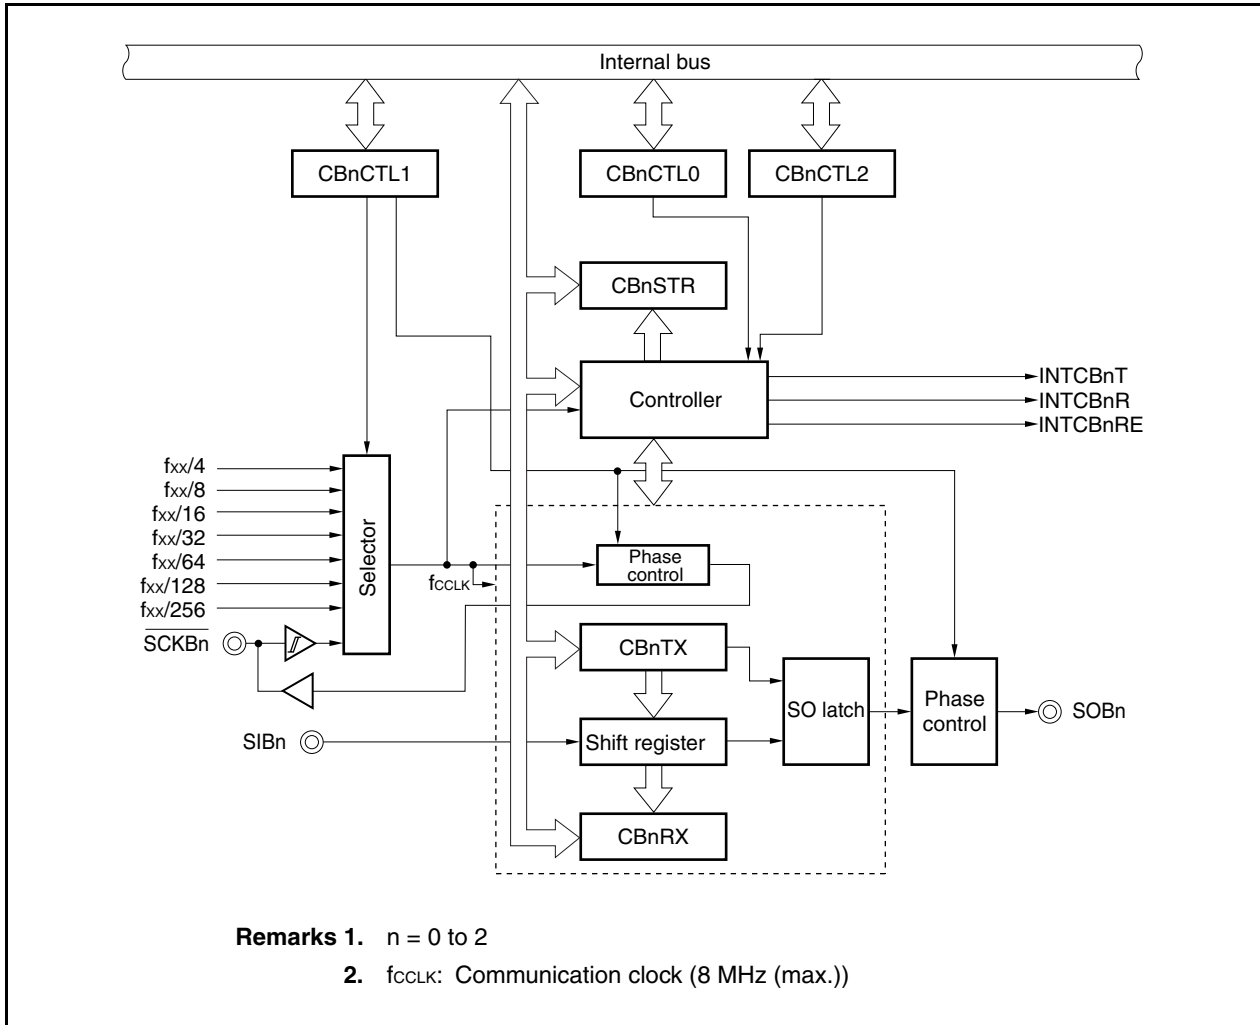 Internal bus
CBnCTL1
CBnCTL0
CBnCTL2
CBnSTR
Controller
INTCBnT
INTCBnR
INTCBnRE
fxx/4
fxx/8
fxx/16
fxx/32
fxx/64
fxx/128
fxx/256
SCKBn
Selector
fCCLK
Phase
control
CBnTX
SO latch
Phase
control
SOBn
SIBn
Shift register
CBnRX
Remarks 1. n = 0 to 2
2. fCCLK: Communication clock (8 MHz (max.))